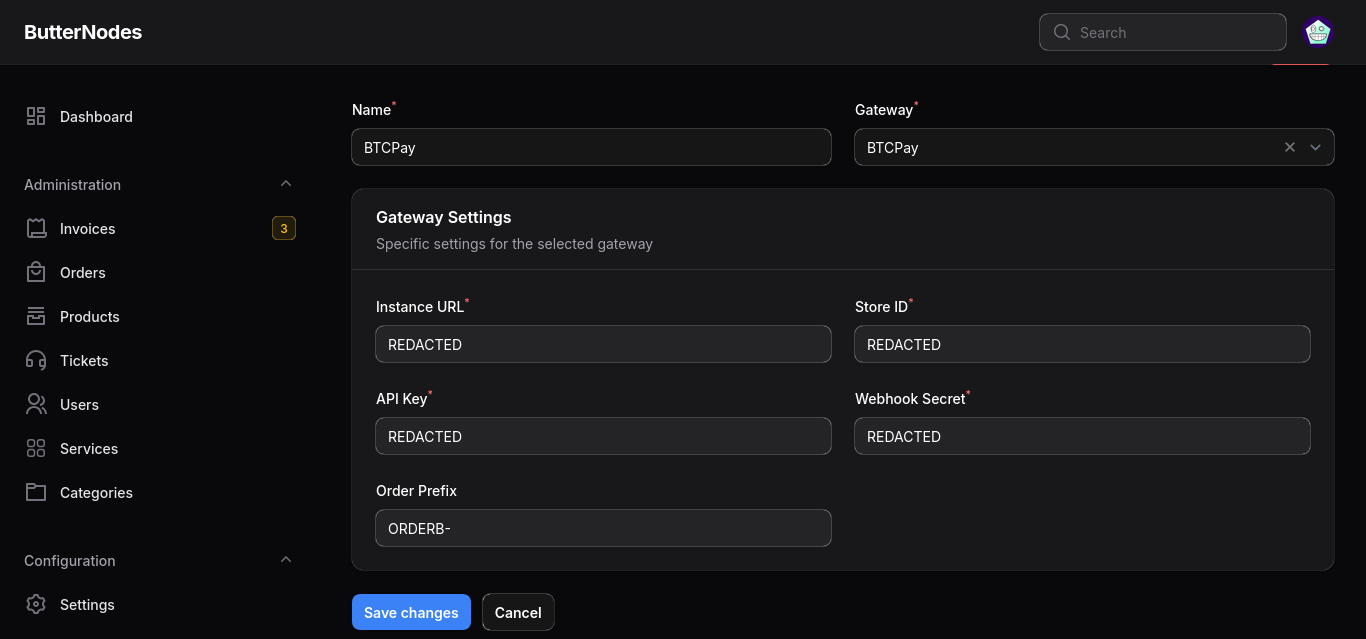 ButterNodes
Search
Dashboard
Administration
Invoices 3
Orders
Products
Tickets
Users
Services
Categories
Configuration
Settings
Name* Gateway*
BTCPay BTCPay
Gateway Settings
Specific settings for the selected gateway
Instance URL* Store ID*
REDACTED REDACTED
API Key* Webhook Secret*
REDACTED REDACTED
Order Prefix
ORDERB-
Save changes Cancel